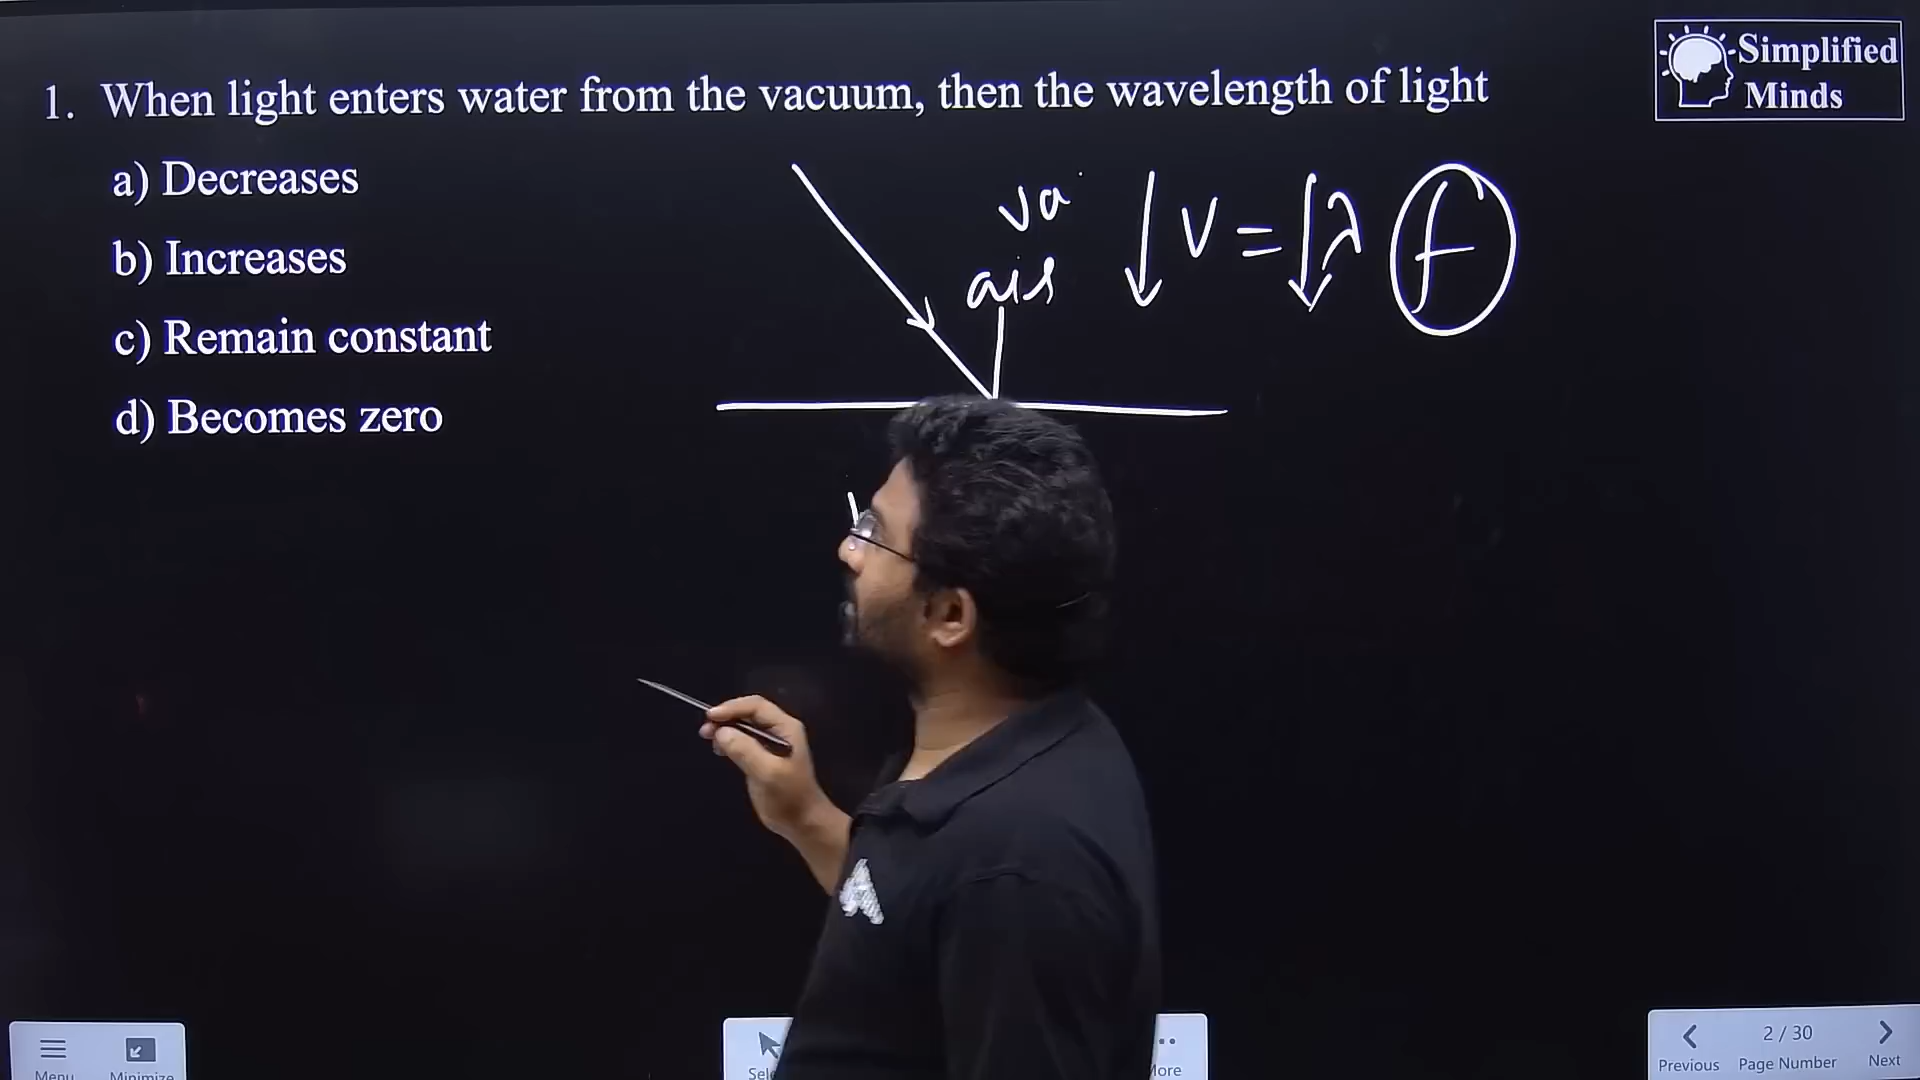 1. When light enters water from the vacuum, then the wavelength of light
a) Decreases
b) Increases
c) Remain constant
d) Becomes zero
va
air
↓ v = ↓ λ f
Simplified
Minds
Menu
Minimize
More
Previous
2 / 30
Page Number
Next